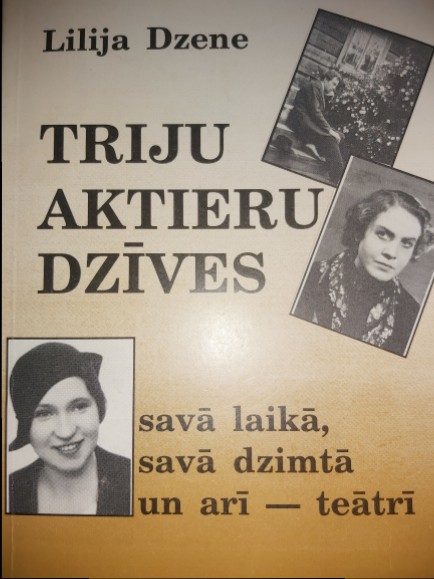 Lilija Dzene
TRIJU
AKTIERU
DZĪVES
savā laikā,
savā dzimtā
un arī — teātrī